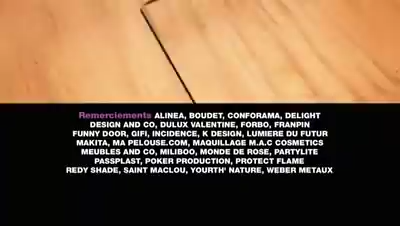 Remerciements ALINEA, BOUDET, CONFORAMA, DELIGHT
DESIGN AND CO, DULUX VALENTINE, FORBO, FRANPIN
FUNNY DOOR, GIFI, INCIDENCE, K DESIGN, LUMIERE DU FUTUR
MAKITA, MA PELOUSE.COM, MAQUILLAGE M.A.C COSMETICS
MEUBLES AND CO, MILIBOO, MONDE DE ROSE, PARTYLITE
PASSPLAST, POKER PRODUCTION, PROTECT FLAME
REDY SHADE, SAINT MACLOU, YOURTH' NATURE, WEBER METAUX